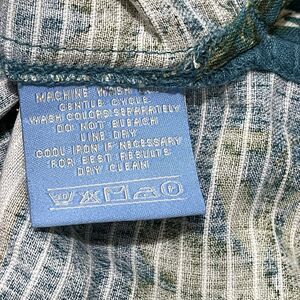 MACHINE WASH
GENTLE CYCLE
WASH COLORS SEPARATELY
DO NOT BLEACH
LINE DRY
COOL IRON IF NECESSARY
FOR BEST RESULTS
DRY CLEAN